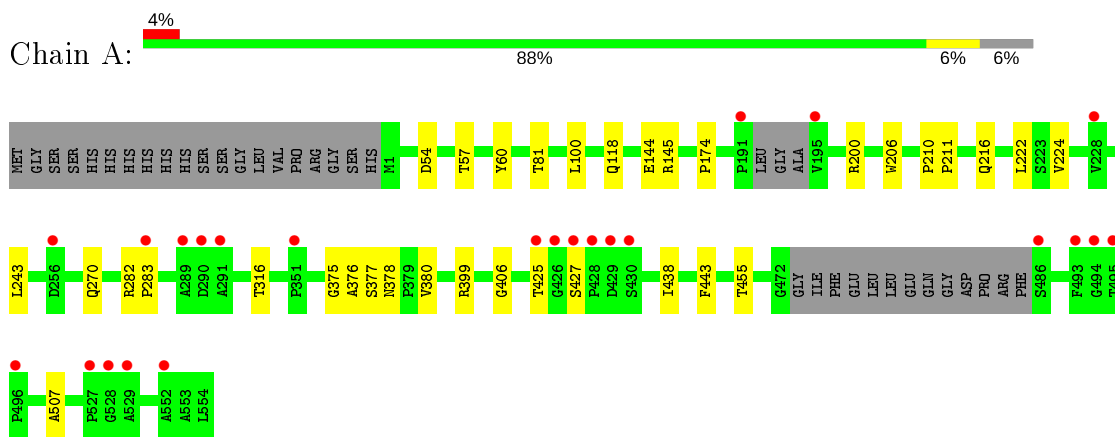 4%
Chain A:
88% 6% 6%
MET GLY SER SER HIS HIS HIS HIS HIS HIS SER SER GLY LEU VAL PRO ARG GLY SER HIS M1 D54 T57 Y60 T81 L100 Q118 E144 R145 P174 P191 LEU GLY ALA V195 R200 W206 P210 P211 Q216 L222 S223 V224 V228
L243 D256 Q270 R282 P283 A289 D290 A291 T316 P351 G375 A376 S377 N378 P379 V380 R399 G406 T425 G426 S427 P428 D429 S430 I438 F443 T455 G472 GLY ILE PHE GLU LEU LEU GLU GLN GLY ASP PRO ARG PHE S486 F493 G494 T495
P496 A507 P527 G528 A529 A552 A553 L554